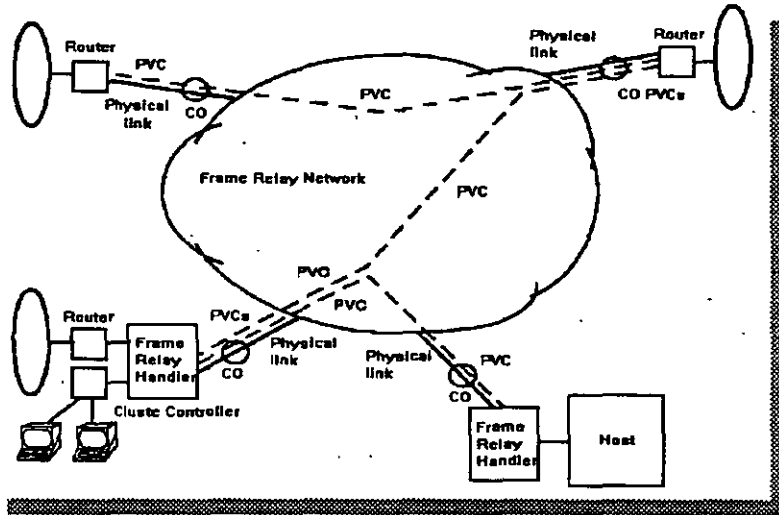 Router
PVC
Physical
link
CO
PVC
Physical
link
Router
CO PVCs
Frame Relay Network
PVC
PVC
PVC
PVCs
Physical
link
CO
Router
Frame
Relay
Handler
Cluste Controller
Physical
link
PVC
CO
Frame
Relay
Handler
Host